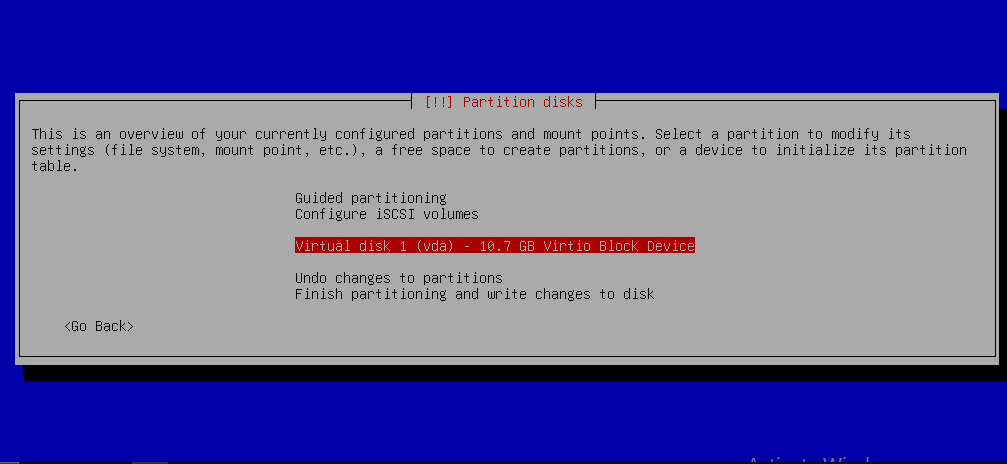 [!!] Partition disks
This is an overview of your currently configured partitions and mount points. Select a partition to modify its
settings (file system, mount point, etc.), a free space to create partitions, or a device to initialize its partition
table.
Guided partitioning
Configure iSCSI volumes
Virtual disk 1 (vda) - 10.7 GB Virtio Block Device
Undo changes to partitions
Finish partitioning and write changes to disk
<Go Back>